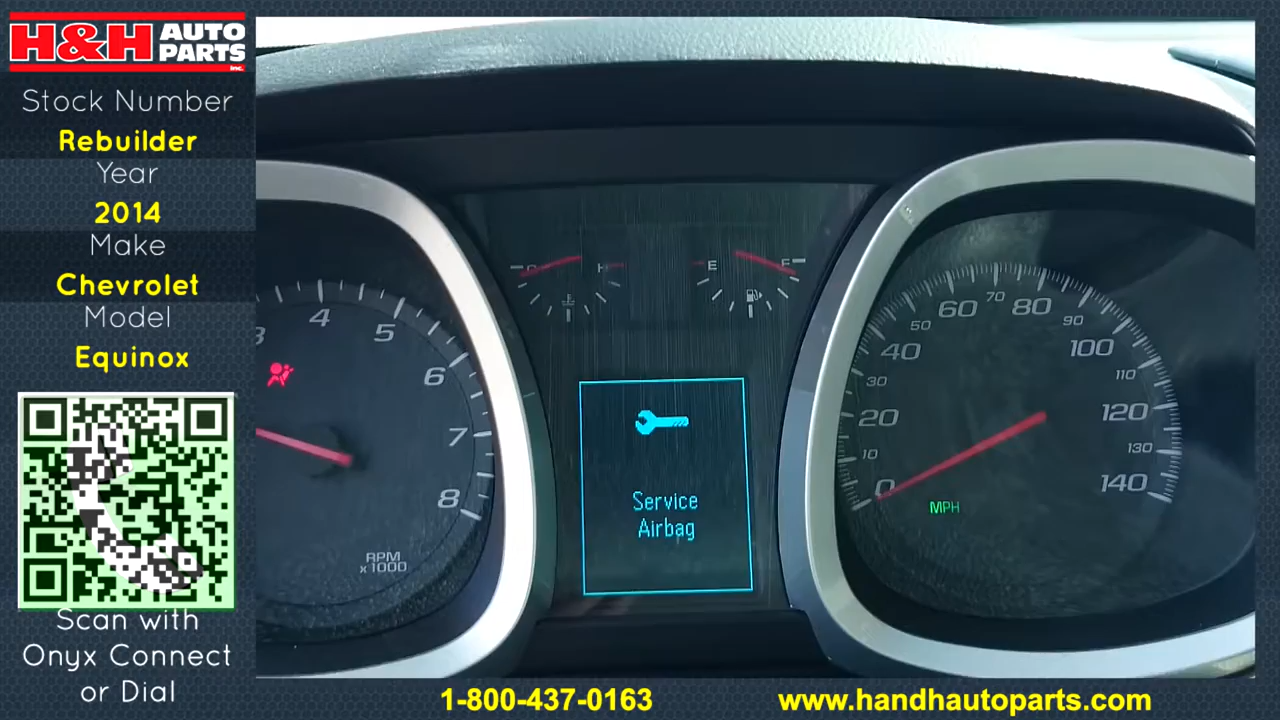 H&H AUTO PARTS inc.
Stock Number
Rebuilder
Year
2014
Make
Chevrolet
Model
Equinox
Scan with
Onyx Connect
or Dial
3 4 5 6 7 8
RPM
x1000
C H
E F
Service
Airbag
0 10 20 30 40 50 60 70 80 90 100 110 120 130 140
MPH
1-800-437-0163
www.handhautoparts.com